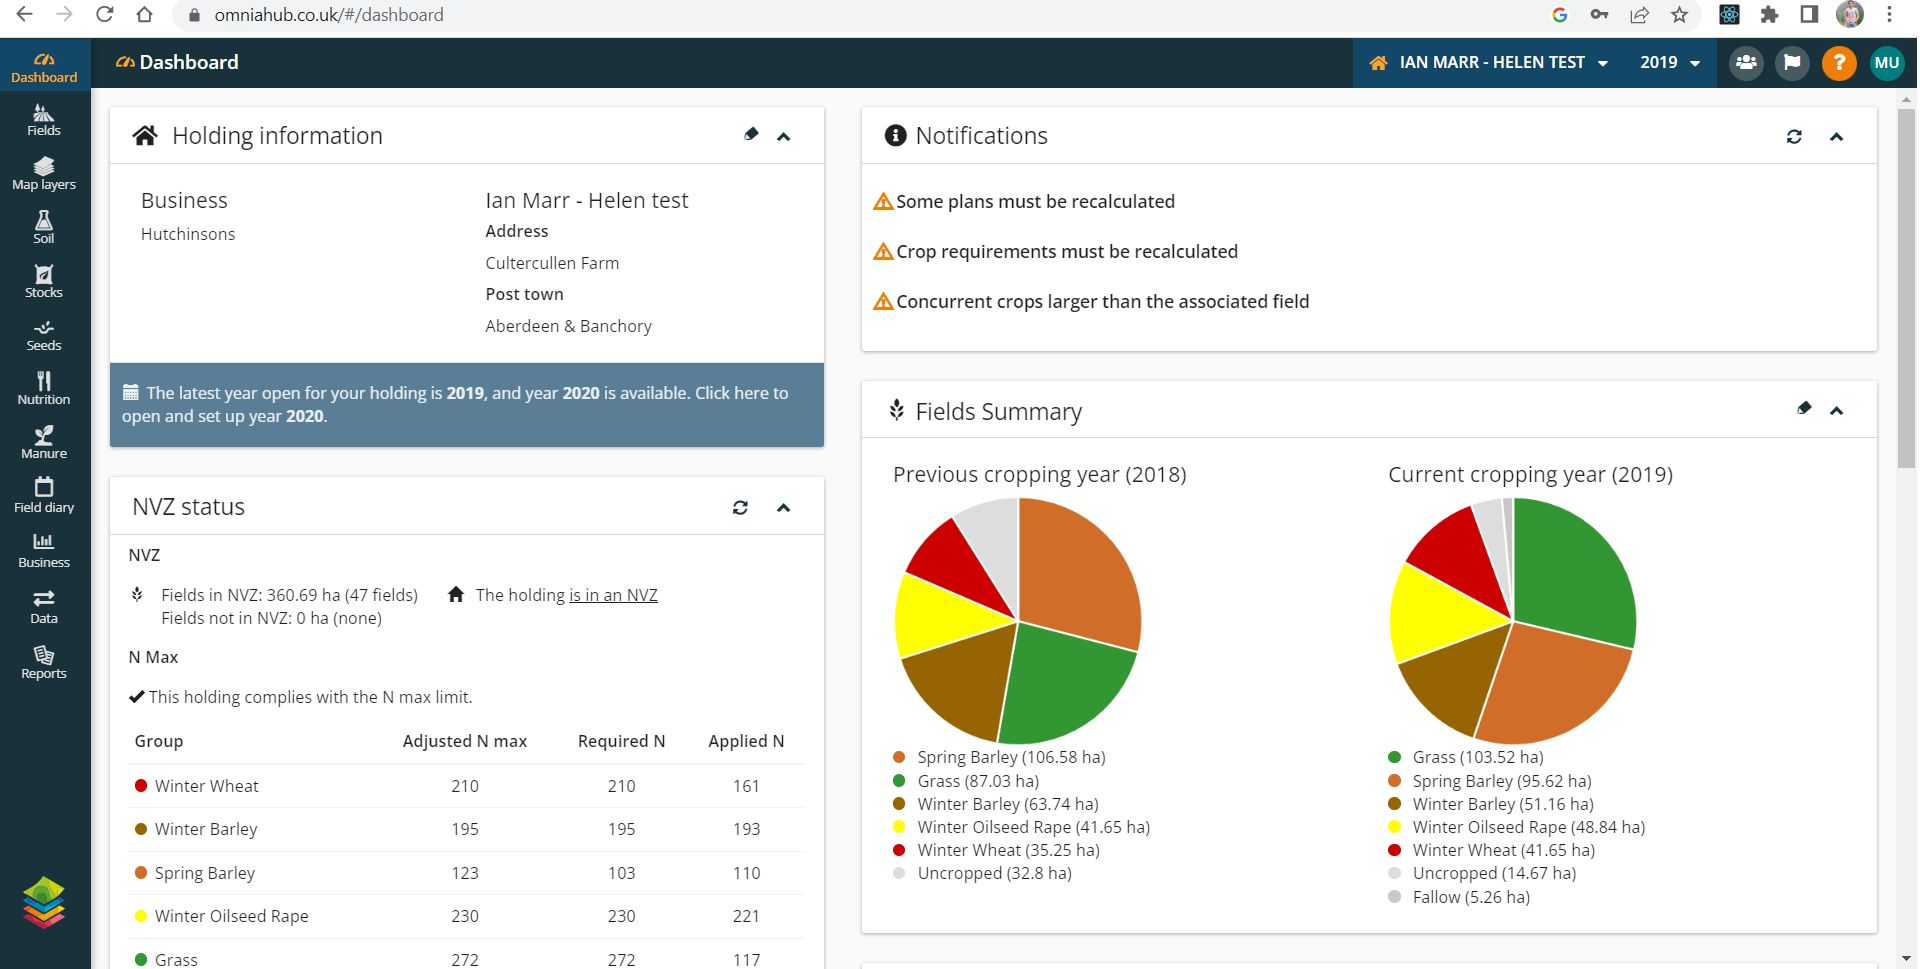 omniahub.co.uk/#/dashboard
Dashboard
Dashboard
IAN MARR - HELEN TEST
2019
?
MU
Fields
Map layers
Soil
Stocks
Seeds
Nutrition
Manure
Field diary
Business
Data
Reports
Holding information
Business
Hutchinsons
Ian Marr - Helen test
Address
Cultercullen Farm
Post town
Aberdeen & Banchory
The latest year open for your holding is 2019, and year 2020 is available. Click here to
open and set up year 2020.
NVZ status
NVZ
Fields in NVZ: 360.69 ha (47 fields)
Fields not in NVZ: 0 ha (none)
The holding is in an NVZ
N Max
This holding complies with the N max limit.
Group Adjusted N max Required N Applied N
Winter Wheat 210 210 161
Winter Barley 195 195 193
Spring Barley 123 103 110
Winter Oilseed Rape 230 230 221
Grass 272 272 117
Notifications
Some plans must be recalculated
Crop requirements must be recalculated
Concurrent crops larger than the associated field
Fields Summary
Previous cropping year (2018)
Spring Barley (106.58 ha)
Grass (87.03 ha)
Winter Barley (63.74 ha)
Winter Oilseed Rape (41.65 ha)
Winter Wheat (35.25 ha)
Uncropped (32.8 ha)
Current cropping year (2019)
Grass (103.52 ha)
Spring Barley (95.62 ha)
Winter Barley (51.16 ha)
Winter Oilseed Rape (48.84 ha)
Winter Wheat (41.65 ha)
Uncropped (14.67 ha)
Fallow (5.26 ha)